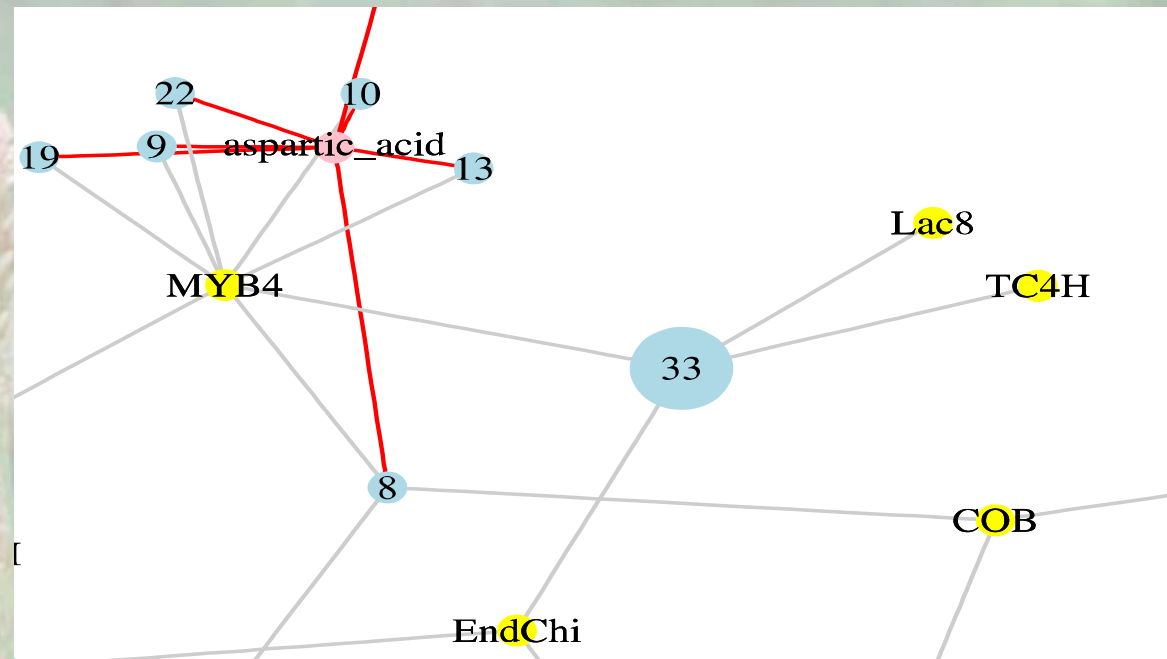 22
10
19
9
aspartic_acid
13
Lac8
MYB4
TC4H
33
8
COB
EndChi